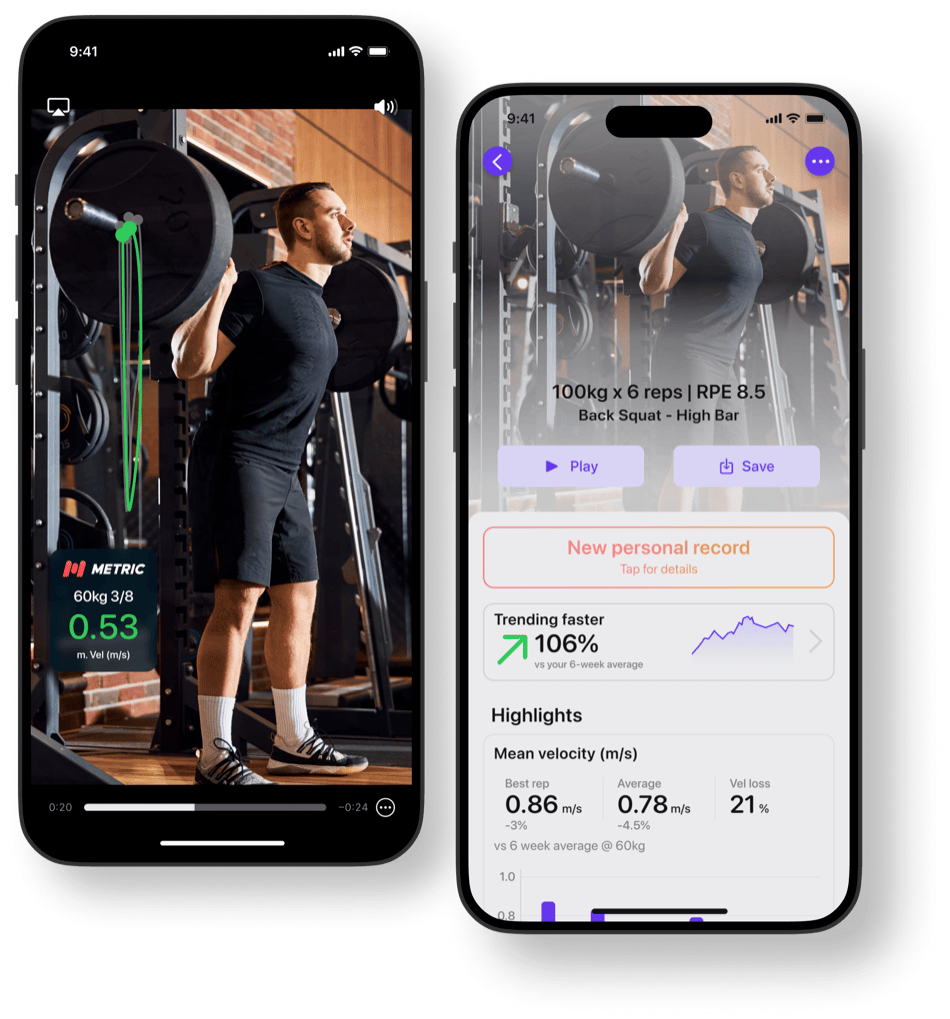 9:41
20
METRIC
60kg 3/8
0.53
m. Vel (m/s)
0:20
−0:24
9:41
100kg x 6 reps | RPE 8.5
Back Squat - High Bar
Play
Save
New personal record
Tap for details
Trending faster
106%
vs your 6-week average
Highlights
Mean velocity (m/s)
Best rep
Average
Vel loss
0.86 m/s
0.78 m/s
21 %
-3%
-4.5%
vs 6 week average @ 60kg
1.0
0.8